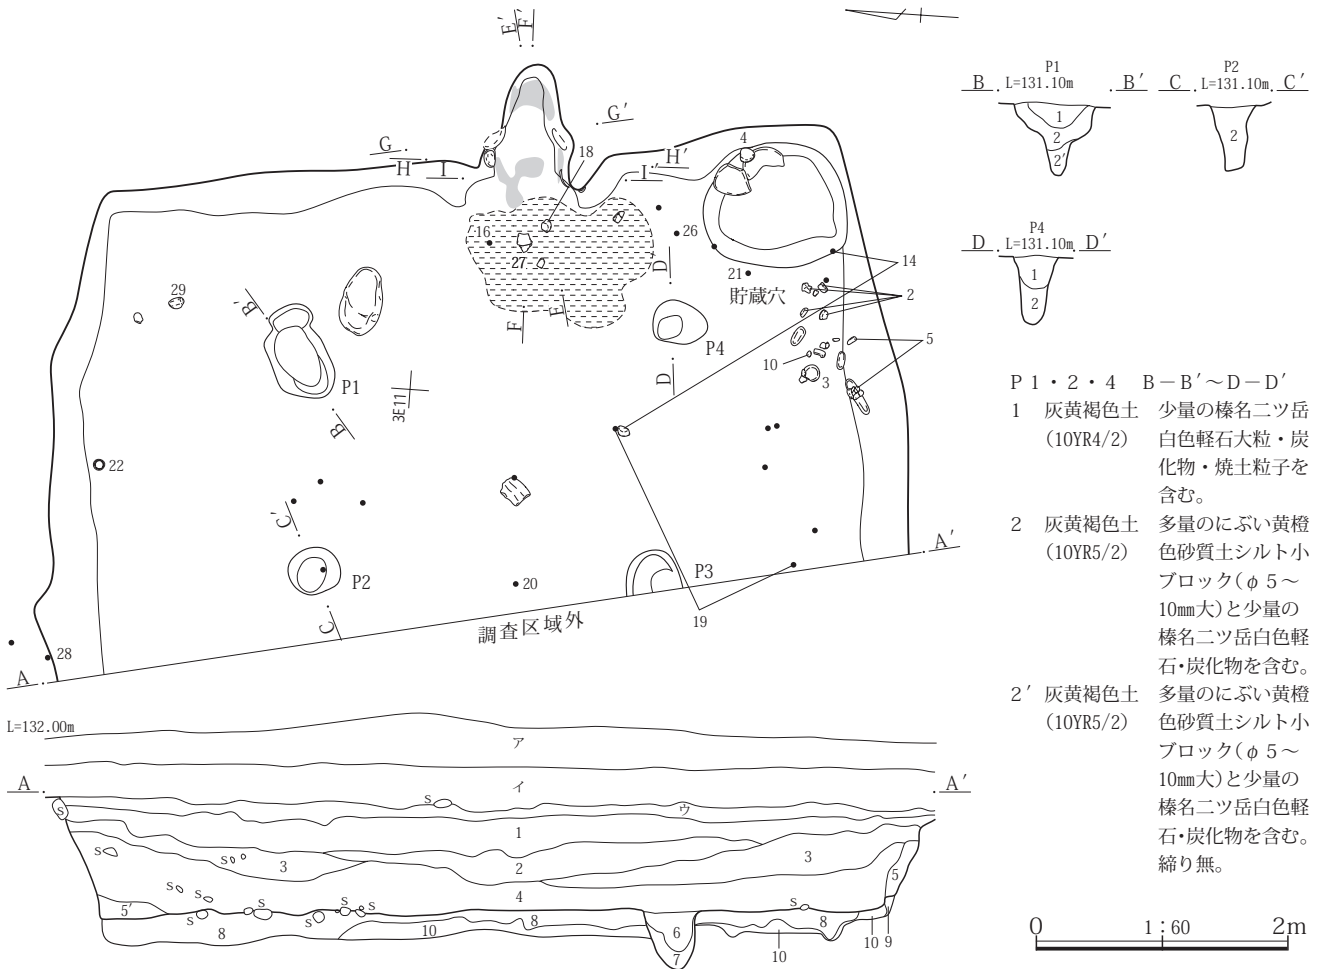 E′ F′
G′
G
H
I
18
H′
I′
4
16
27
26
D
21
貯蔵穴
14
2
29
B′
F E
P4
P1
D
10
3
5
3E11
B
22
C′
P2
20
P3
A′
C
調査区域外
19
28
A
L=132.00m
ア
A
イ
A′
S
S
ウ
1
S
S S
3
2
3
S
S
4
5
5′
S
S
S
S
S
S
8
10
8
6
7
8
10
10 9
P1
B L=131.10m B′
1
2
2′
P2
C L=131.10m C′
2
P4
D L=131.10m D′
1
2
P1・2・4 B－B′～D－D′
1 灰黄褐色土 少量の榛名二ツ岳
(10YR4/2) 白色軽石大粒・炭
化物・焼土粒子を
含む。
2 灰黄褐色土 多量のにぶい黄橙
(10YR5/2) 色砂質土シルト小
ブロック(φ5～
10㎜大)と少量の
榛名二ツ岳白色軽
石・炭化物を含む。
2′ 灰黄褐色土 多量のにぶい黄橙
(10YR5/2) 色砂質土シルト小
ブロック(φ5～
10㎜大)と少量の
榛名二ツ岳白色軽
石・炭化物を含む。
締り無。
0 1:60 2m